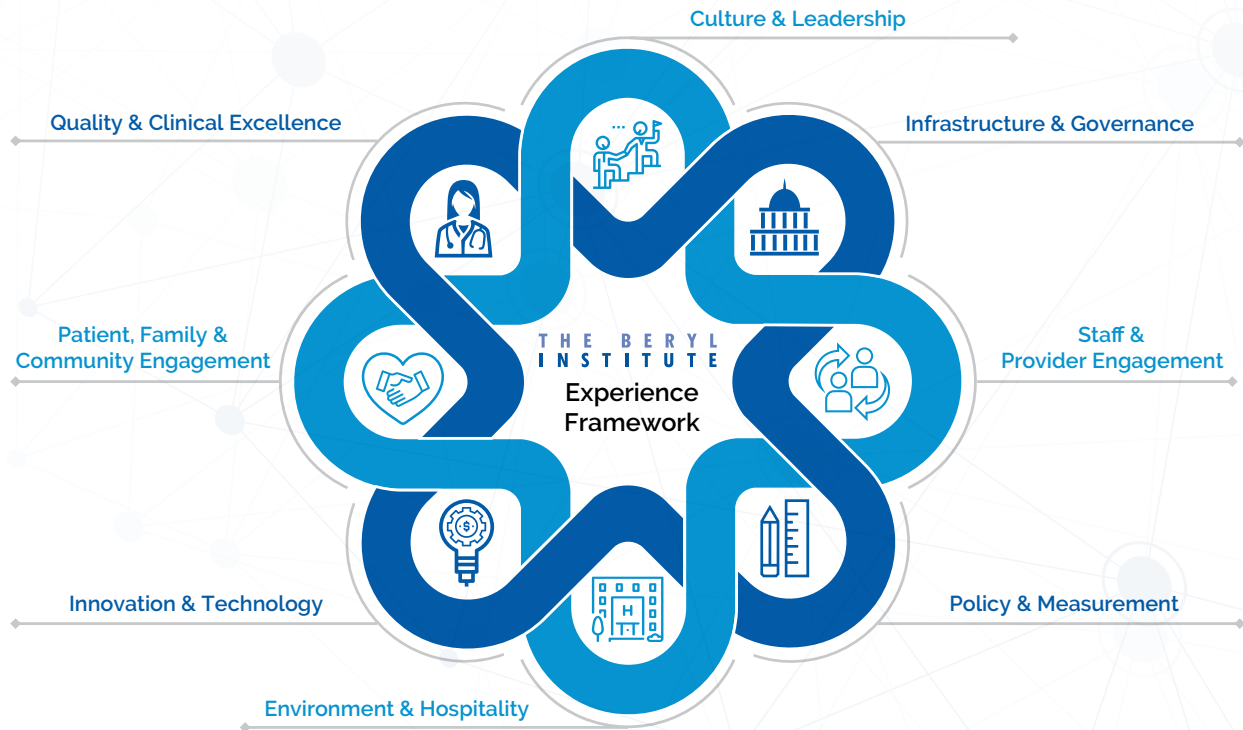 Culture & Leadership
Quality & Clinical Excellence
Infrastructure & Governance
Patient, Family &
Community Engagement
THE BERYL
INSTITUTE
Experience
Framework
Staff &
Provider Engagement
Innovation & Technology
Policy & Measurement
Environment & Hospitality
$
H